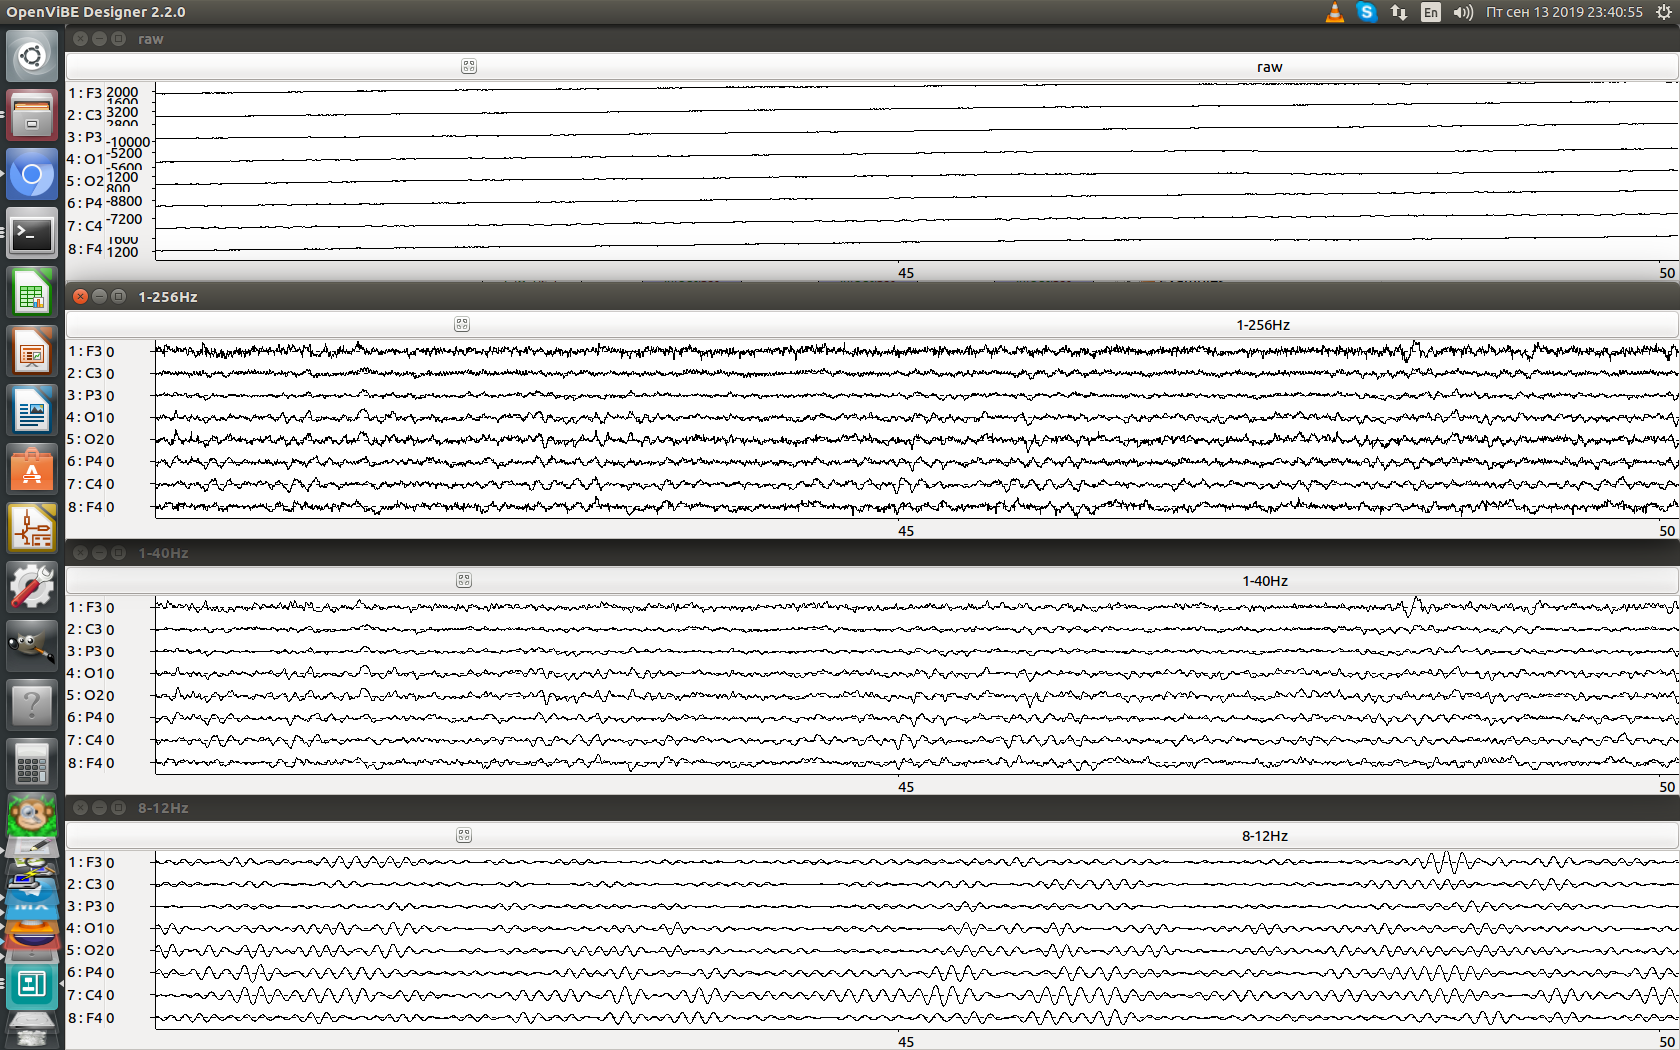 OpenViBE Designer 2.2.0
En Пт сен 13 2019 23:40:55
raw
raw
1:F3 2000
1600
2:C3 3200
2800
3:P3 -10000
4:O1 -5200
-5600
5:O2 1200
800
6:P4 -8800
7:C4 -7200
1600
8:F4 1200
45 50
1-256Hz
1-256Hz
1:F3 0
2:C3 0
3:P3 0
4:O1 0
5:O2 0
6:P4 0
7:C4 0
8:F4 0
45 50
1-40Hz
1-40Hz
1:F3 0
2:C3 0
3:P3 0
4:O1 0
5:O2 0
6:P4 0
7:C4 0
8:F4 0
45 50
8-12Hz
8-12Hz
1:F3 0
2:C3 0
3:P3 0
4:O1 0
5:O2 0
6:P4 0
7:C4 0
8:F4 0
45 50